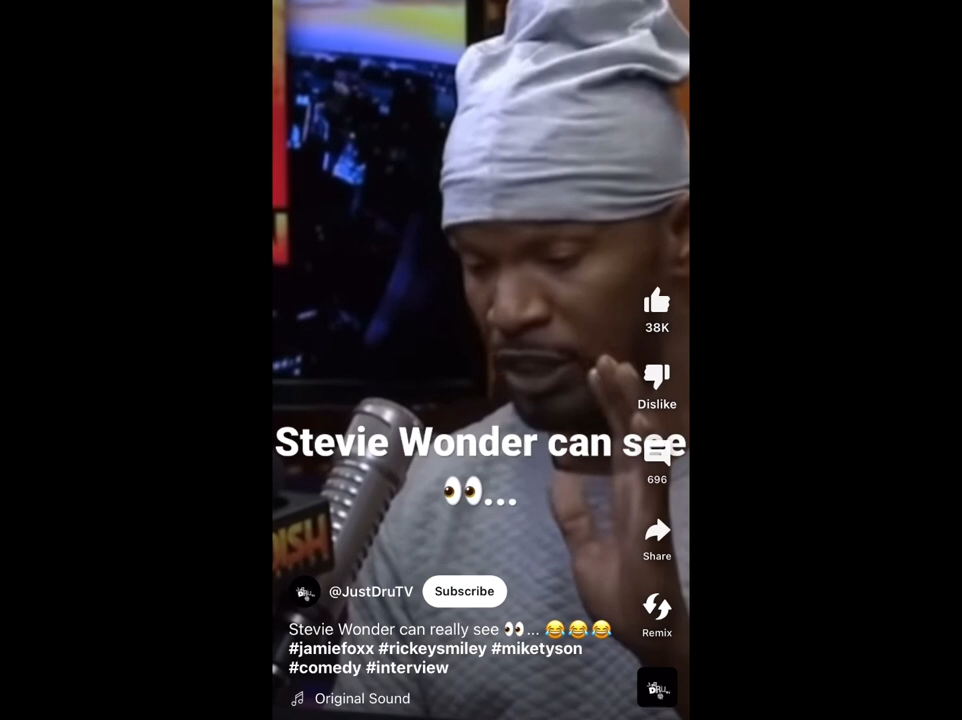 38K
Dislike
Stevie Wonder can see
👀...
696
Share
ISH
@JustDruTV
Subscribe
Stevie Wonder can really see 👀... 😂😂😂
Remix
#jamiefoxx #rickeysmiley #miketyson
#comedy #interview
Original Sound